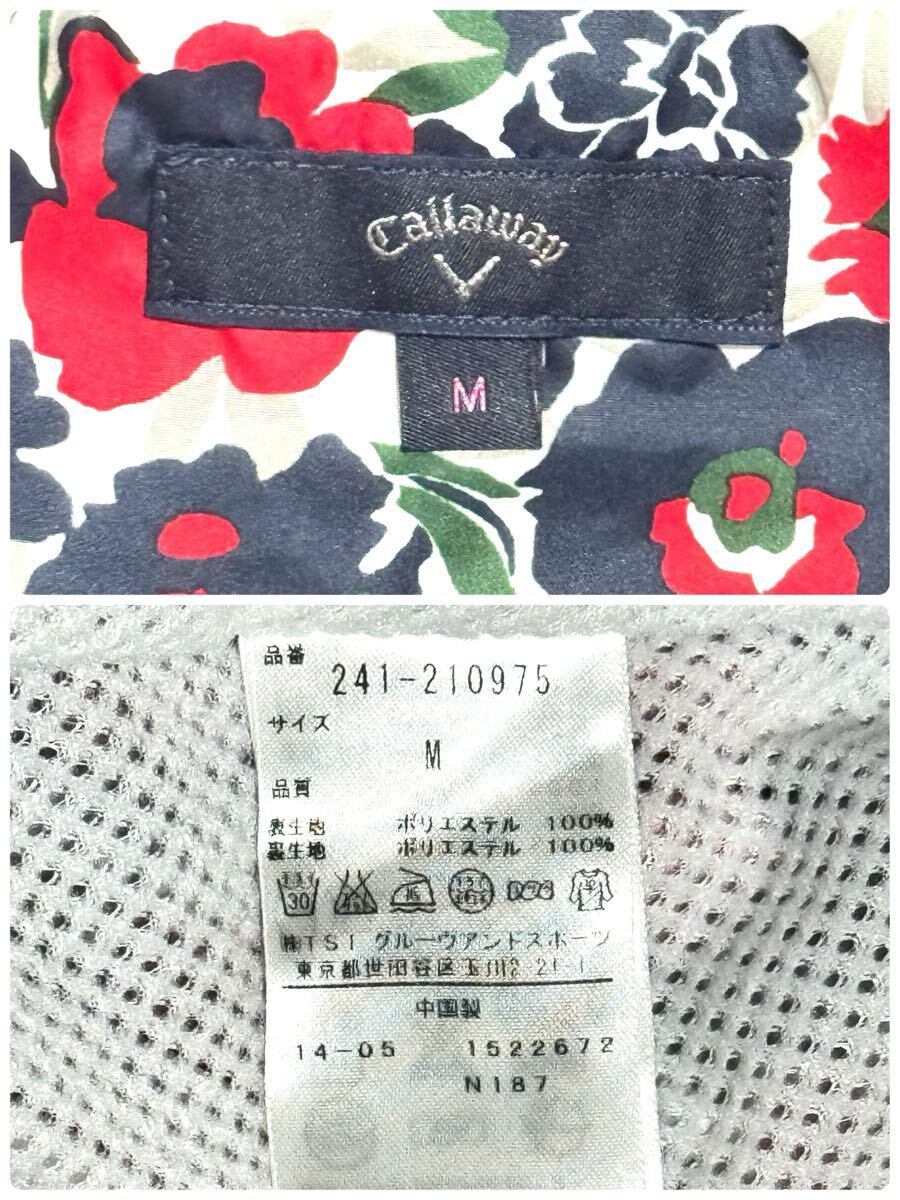 Callaway
M
品番
241-210975
サイズ
M
品質
表生地 ポリエステル 100%
裏生地 ポリエステル 100%
30
㈱TSI グルーヴアンドスポーツ
東京都世田谷区玉川2-21-1
中国製
14-05 1522672
N187